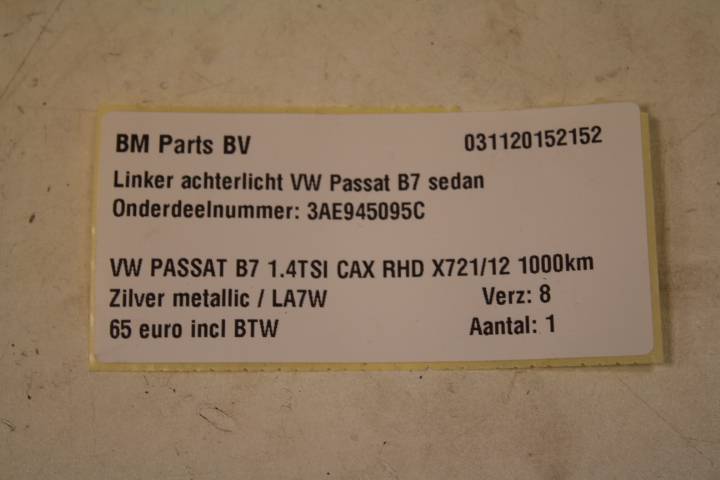 BM Parts BV 031120152152
Linker achterlicht VW Passat B7 sedan
Onderdeelnummer: 3AE945095C
VW PASSAT B7 1.4TSI CAX RHD X721/12 1000km
Zilver metallic / LA7W Verz: 8
65 euro incl BTW Aantal: 1